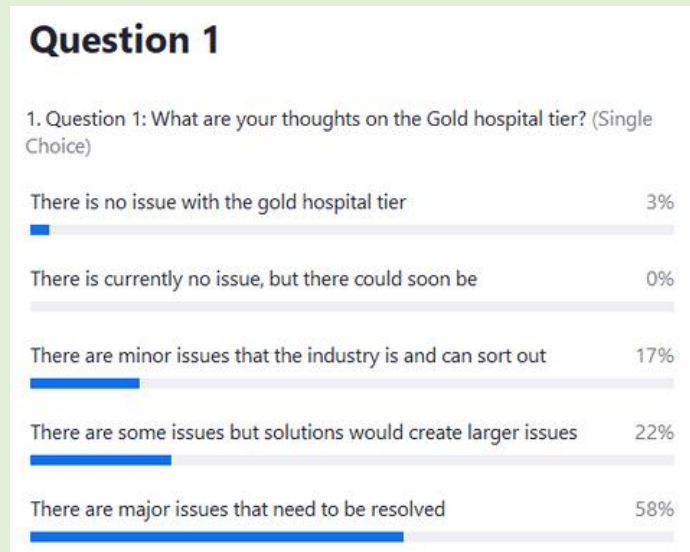 Question 1
1. Question 1: What are your thoughts on the Gold hospital tier? (Single
Choice)
There is no issue with the gold hospital tier 3%
There is currently no issue, but there could soon be 0%
There are minor issues that the industry is and can sort out 17%
There are some issues but solutions would create larger issues 22%
There are major issues that need to be resolved 58%